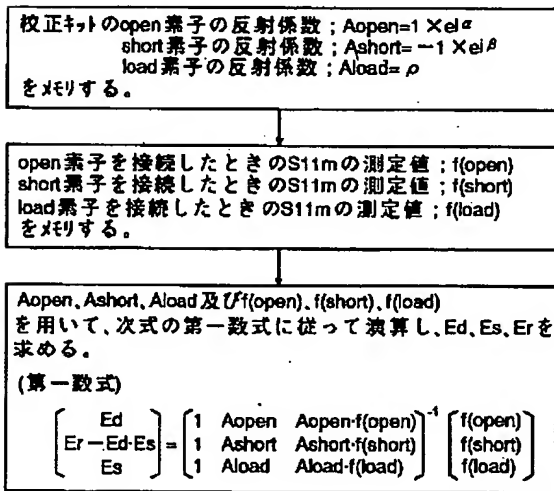 校正ｷｯﾄのopen素子の反射係数；Aopen=1×ejα
short素子の反射係数；Ashort=－1×ejβ
load素子の反射係数；Aload=ρ
をﾒﾓﾘする。
open素子を接続したときのS11mの測定値；f(open)
short素子を接続したときのS11mの測定値；f(short)
load素子を接続したときのS11mの測定値；f(load)
をﾒﾓﾘする。
Aopen、Ashort、Aload及びf(open)、f(short)、f(load)
を用いて、次式の第一数式に従って演算し、Ed、Es、Erを
求める。
(第一数式)
Ed 1 Aopen Aopen·f(open) -1 f(open)
Er－Ed·Es = 1 Ashort Ashort·f(short) f(short)
Es 1 Aload Aload·f(load) f(load)